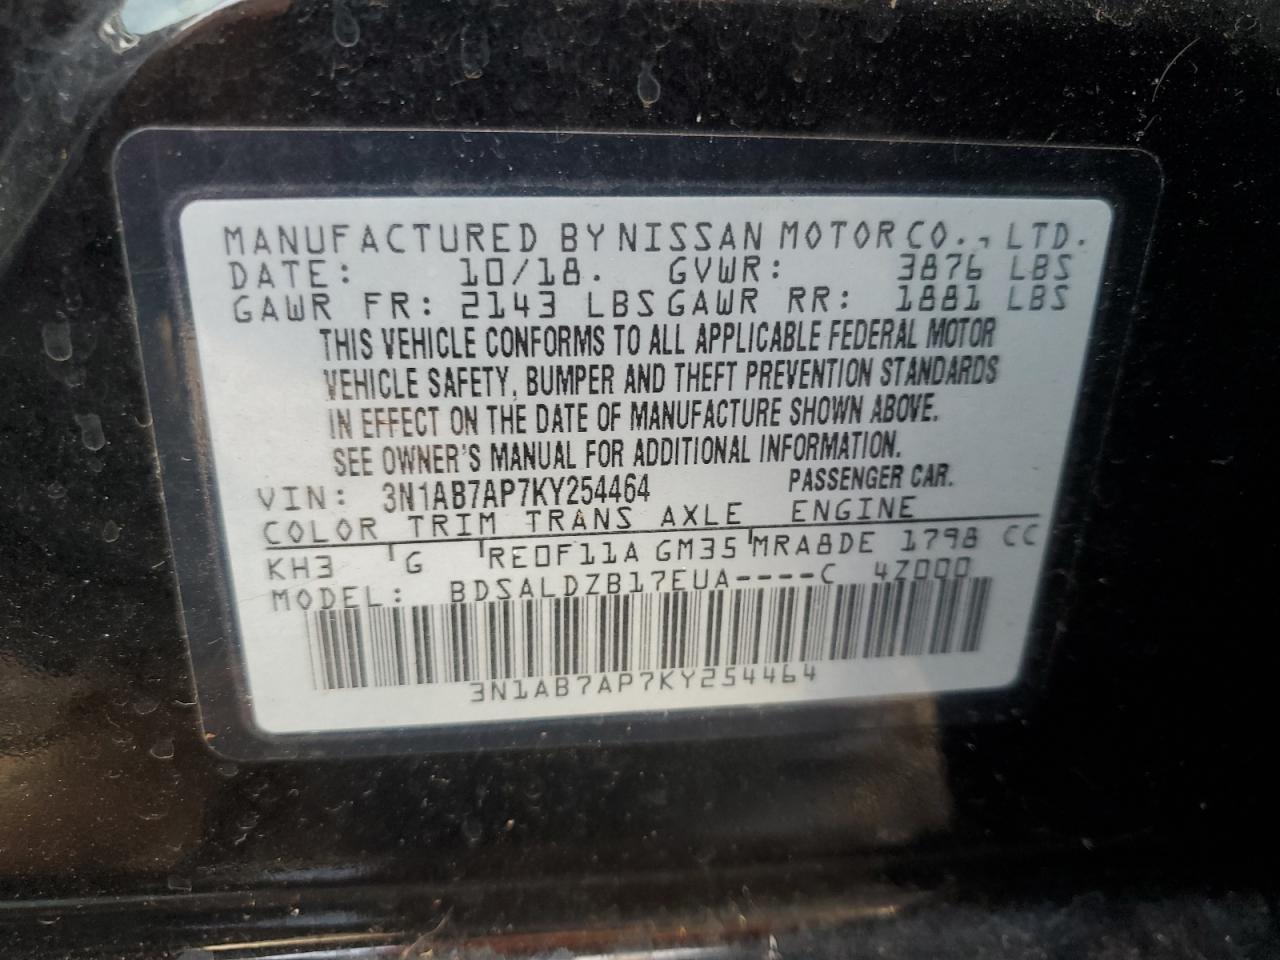 MANUFACTURED BY NISSAN MOTOR CO., LTD.
DATE: 10/18. GVWR: 3876 LBS
GAWR FR: 2143 LBS GAWR RR: 1881 LBS
THIS VEHICLE CONFORMS TO ALL APPLICABLE FEDERAL MOTOR
VEHICLE SAFETY, BUMPER AND THEFT PREVENTION STANDARDS
IN EFFECT ON THE DATE OF MANUFACTURE SHOWN ABOVE.
SEE OWNER'S MANUAL FOR ADDITIONAL INFORMATION.
VIN: 3N1AB7AP7KY254464 PASSENGER CAR.
COLOR TRIM TRANS AXLE ENGINE
KH3 G RE0F11A GM35 MRA8DE 1798 CC
MODEL: BDSALDZB17EUA----C 4Z000
3N1AB7AP7KY254464